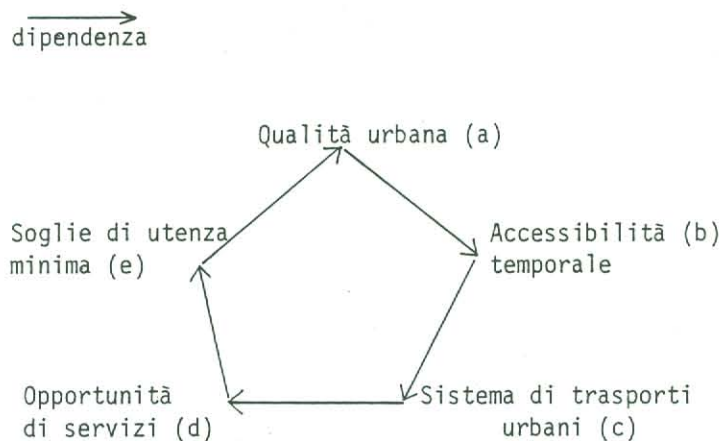 dipendenza
Qualità urbana (a)
Soglie di utenza
minima (e)
Accessibilità (b)
temporale
Opportunità
di servizi (d)
Sistema di trasporti
urbani (c)